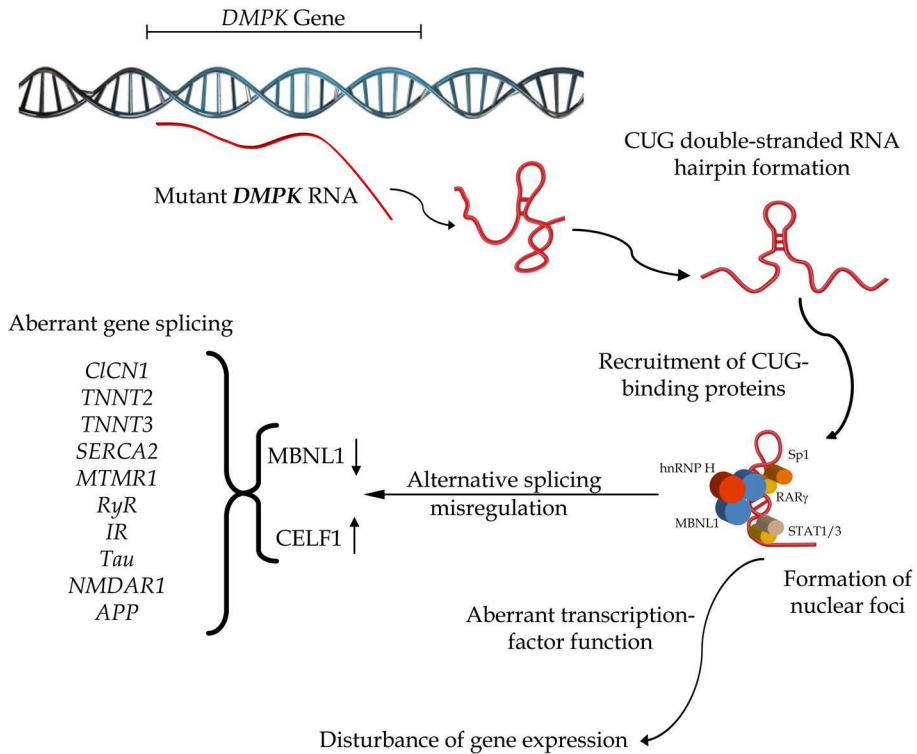 DMPK Gene
CUG double-stranded RNA
hairpin formation
Mutant DMPK RNA
Aberrant gene splicing
ClCN1
TNNT2
TNNT3
SERCA2
MTMR1
RyR
IR
Tau
NMDAR1
APP
MBNL1
CELF1
Alternative splicing
misregulation
Recruitment of CUG-
binding proteins
Sp1
hnRNP H
RARγ
MBNL1
STAT1/3
Formation of
nuclear foci
Aberrant transcription-
factor function
Disturbance of gene expression